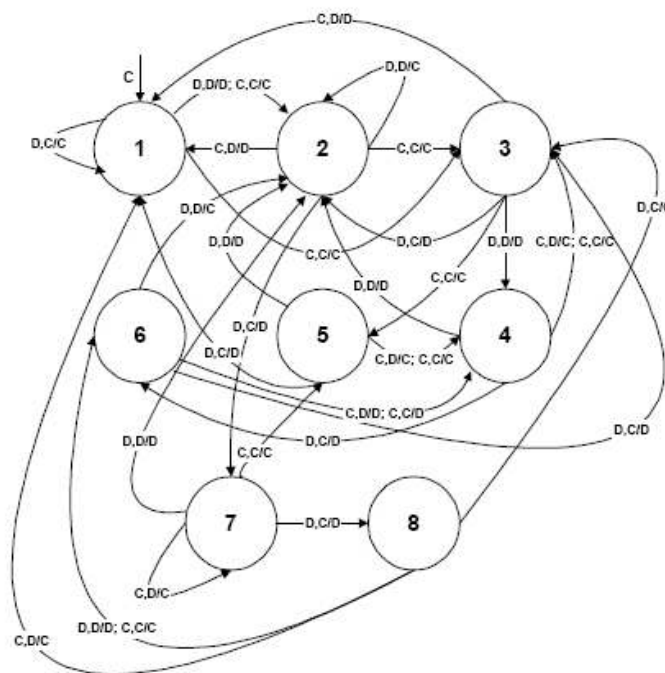 C,D/D
C
D,D/D; C,C/C
D,D/C
D,C/C
1
C,D/D
2
C,C/C
3
D,D/C
D,D/D
C,C/C
D,C/D
D,D/D
C,D/C; C,C/C
D,C/C
C,C/C
D,D/D
6
5
4
D,C/D
D,C/D
C,D/C; C,C/C
C,D/D; C,C/D
D,C/D
D,C/D
D,D/D
C,C/C
7
D,C/D
8
C,D/C
C,D/C
D,D/D; C,C/C